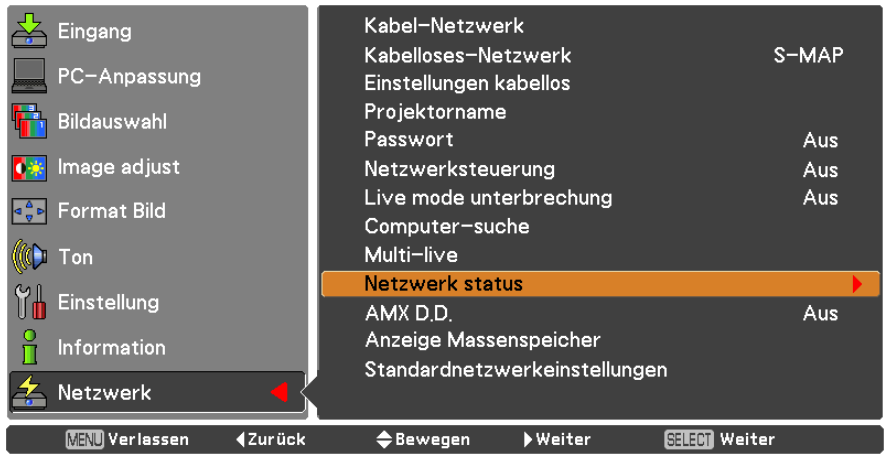 Eingang
PC-Anpassung
Bildauswahl
Image adjust
Format Bild
Ton
Einstellung
Information
Netzwerk
Kabel-Netzwerk
Kabelloses-Netzwerk S-MAP
Einstellungen kabellos
Projektorname
Passwort Aus
Netzwerksteuerung Aus
Live mode unterbrechung Aus
Computer-suche
Multi-live
Netzwerk status
AMX D.D. Aus
Anzeige Massenspeicher
Standardnetzwerkeinstellungen
MENU Verlassen Zurück Bewegen Weiter SELECT Weiter